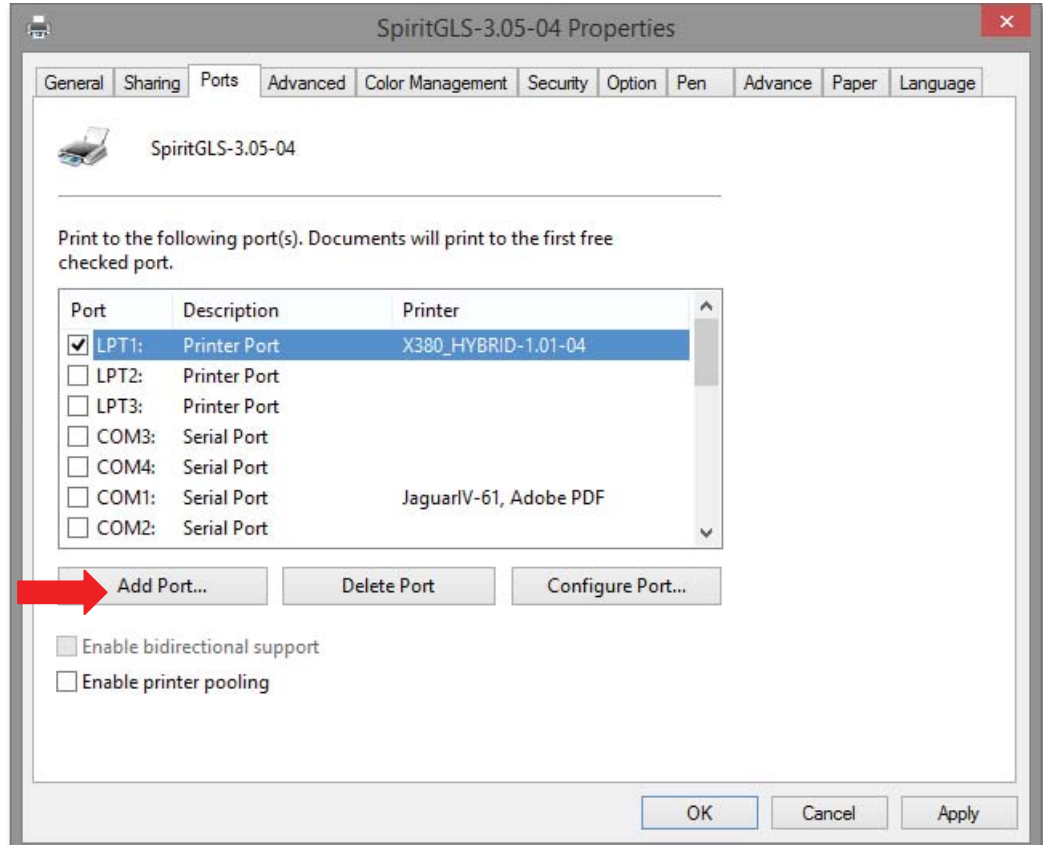 SpiritGLS-3.05-04 Properties
General Sharing Ports Advanced Color Management Security Option Pen Advance Paper Language
SpiritGLS-3.05-04
Print to the following port(s). Documents will print to the first free
checked port.
Port Description Printer
LPT1: Printer Port X380_HYBRID-1.01-04
LPT2: Printer Port
LPT3: Printer Port
COM3: Serial Port
COM4: Serial Port
COM1: Serial Port JaguarIV-61, Adobe PDF
COM2: Serial Port
Add Port... Delete Port Configure Port...
Enable bidirectional support
Enable printer pooling
OK Cancel Apply